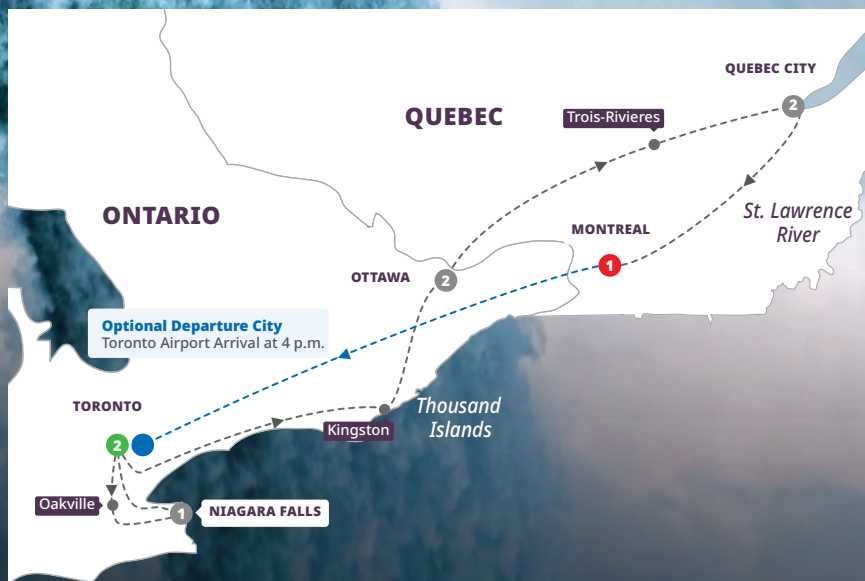 QUEBEC CITY
2
QUEBEC
Trois-Rivieres
ONTARIO
St. Lawrence
River
MONTREAL
1
OTTAWA
2
Optional Departure City
Toronto Airport Arrival at 4 p.m.
TORONTO
2
Thousand
Islands
Kingston
Oakville
1
NIAGARA FALLS